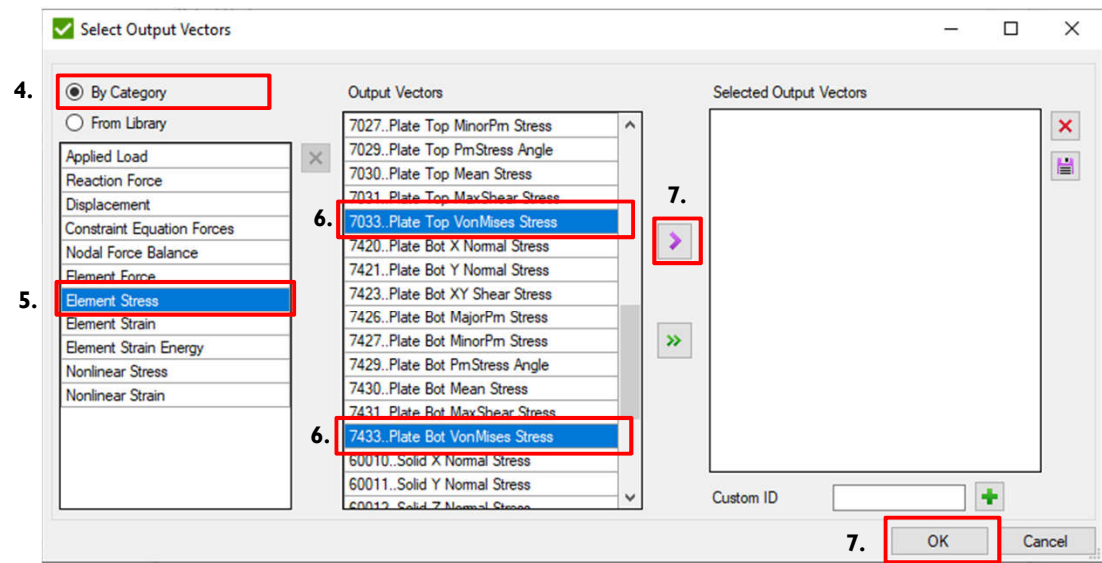 Select Output Vectors
4.
By Category
From Library
Applied Load
Reaction Force
Displacement
Constraint Equation Forces
Nodal Force Balance
Element Force
5.
Element Stress
Element Strain
Element Strain Energy
Nonlinear Stress
Nonlinear Strain
Output Vectors
7027..Plate Top MinorPrn Stress
7029..Plate Top PrnStress Angle
7030..Plate Top Mean Stress
7031..Plate Top MaxShear Stress
6.
7033..Plate Top VonMises Stress
7420..Plate Bot X Normal Stress
7421..Plate Bot Y Normal Stress
7423..Plate Bot XY Shear Stress
7426..Plate Bot MajorPrn Stress
7427..Plate Bot MinorPrn Stress
7429..Plate Bot PrnStress Angle
7430..Plate Bot Mean Stress
7431..Plate Bot MaxShear Stress
6.
7433..Plate Bot VonMises Stress
60010..Solid X Normal Stress
60011..Solid Y Normal Stress
60012..Solid Z Normal Stress
7.
Selected Output Vectors
Custom ID
7.
OK
Cancel